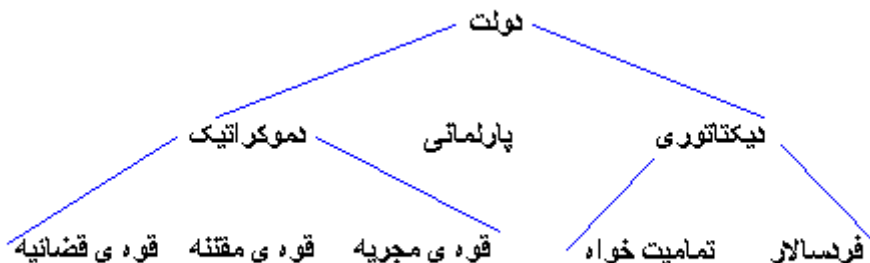 دولت
دیکتاتوری پارلمانی دموکراتیک
فردسالار تمامیت خواه قوه ی مجریه قوه ی مقننه قوه ی قضائیه